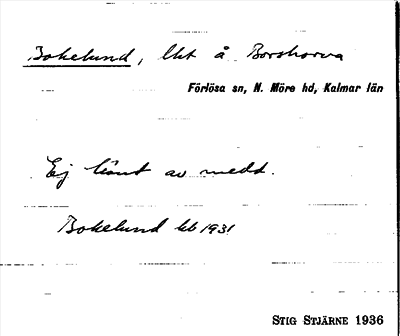 Bokelund, lht å Borshorva
Förlösa sn, N. Möre hd, Kalmar län
Ej känt av medd.
Bokelund kb 1931
STIG STJÄRNE 1936